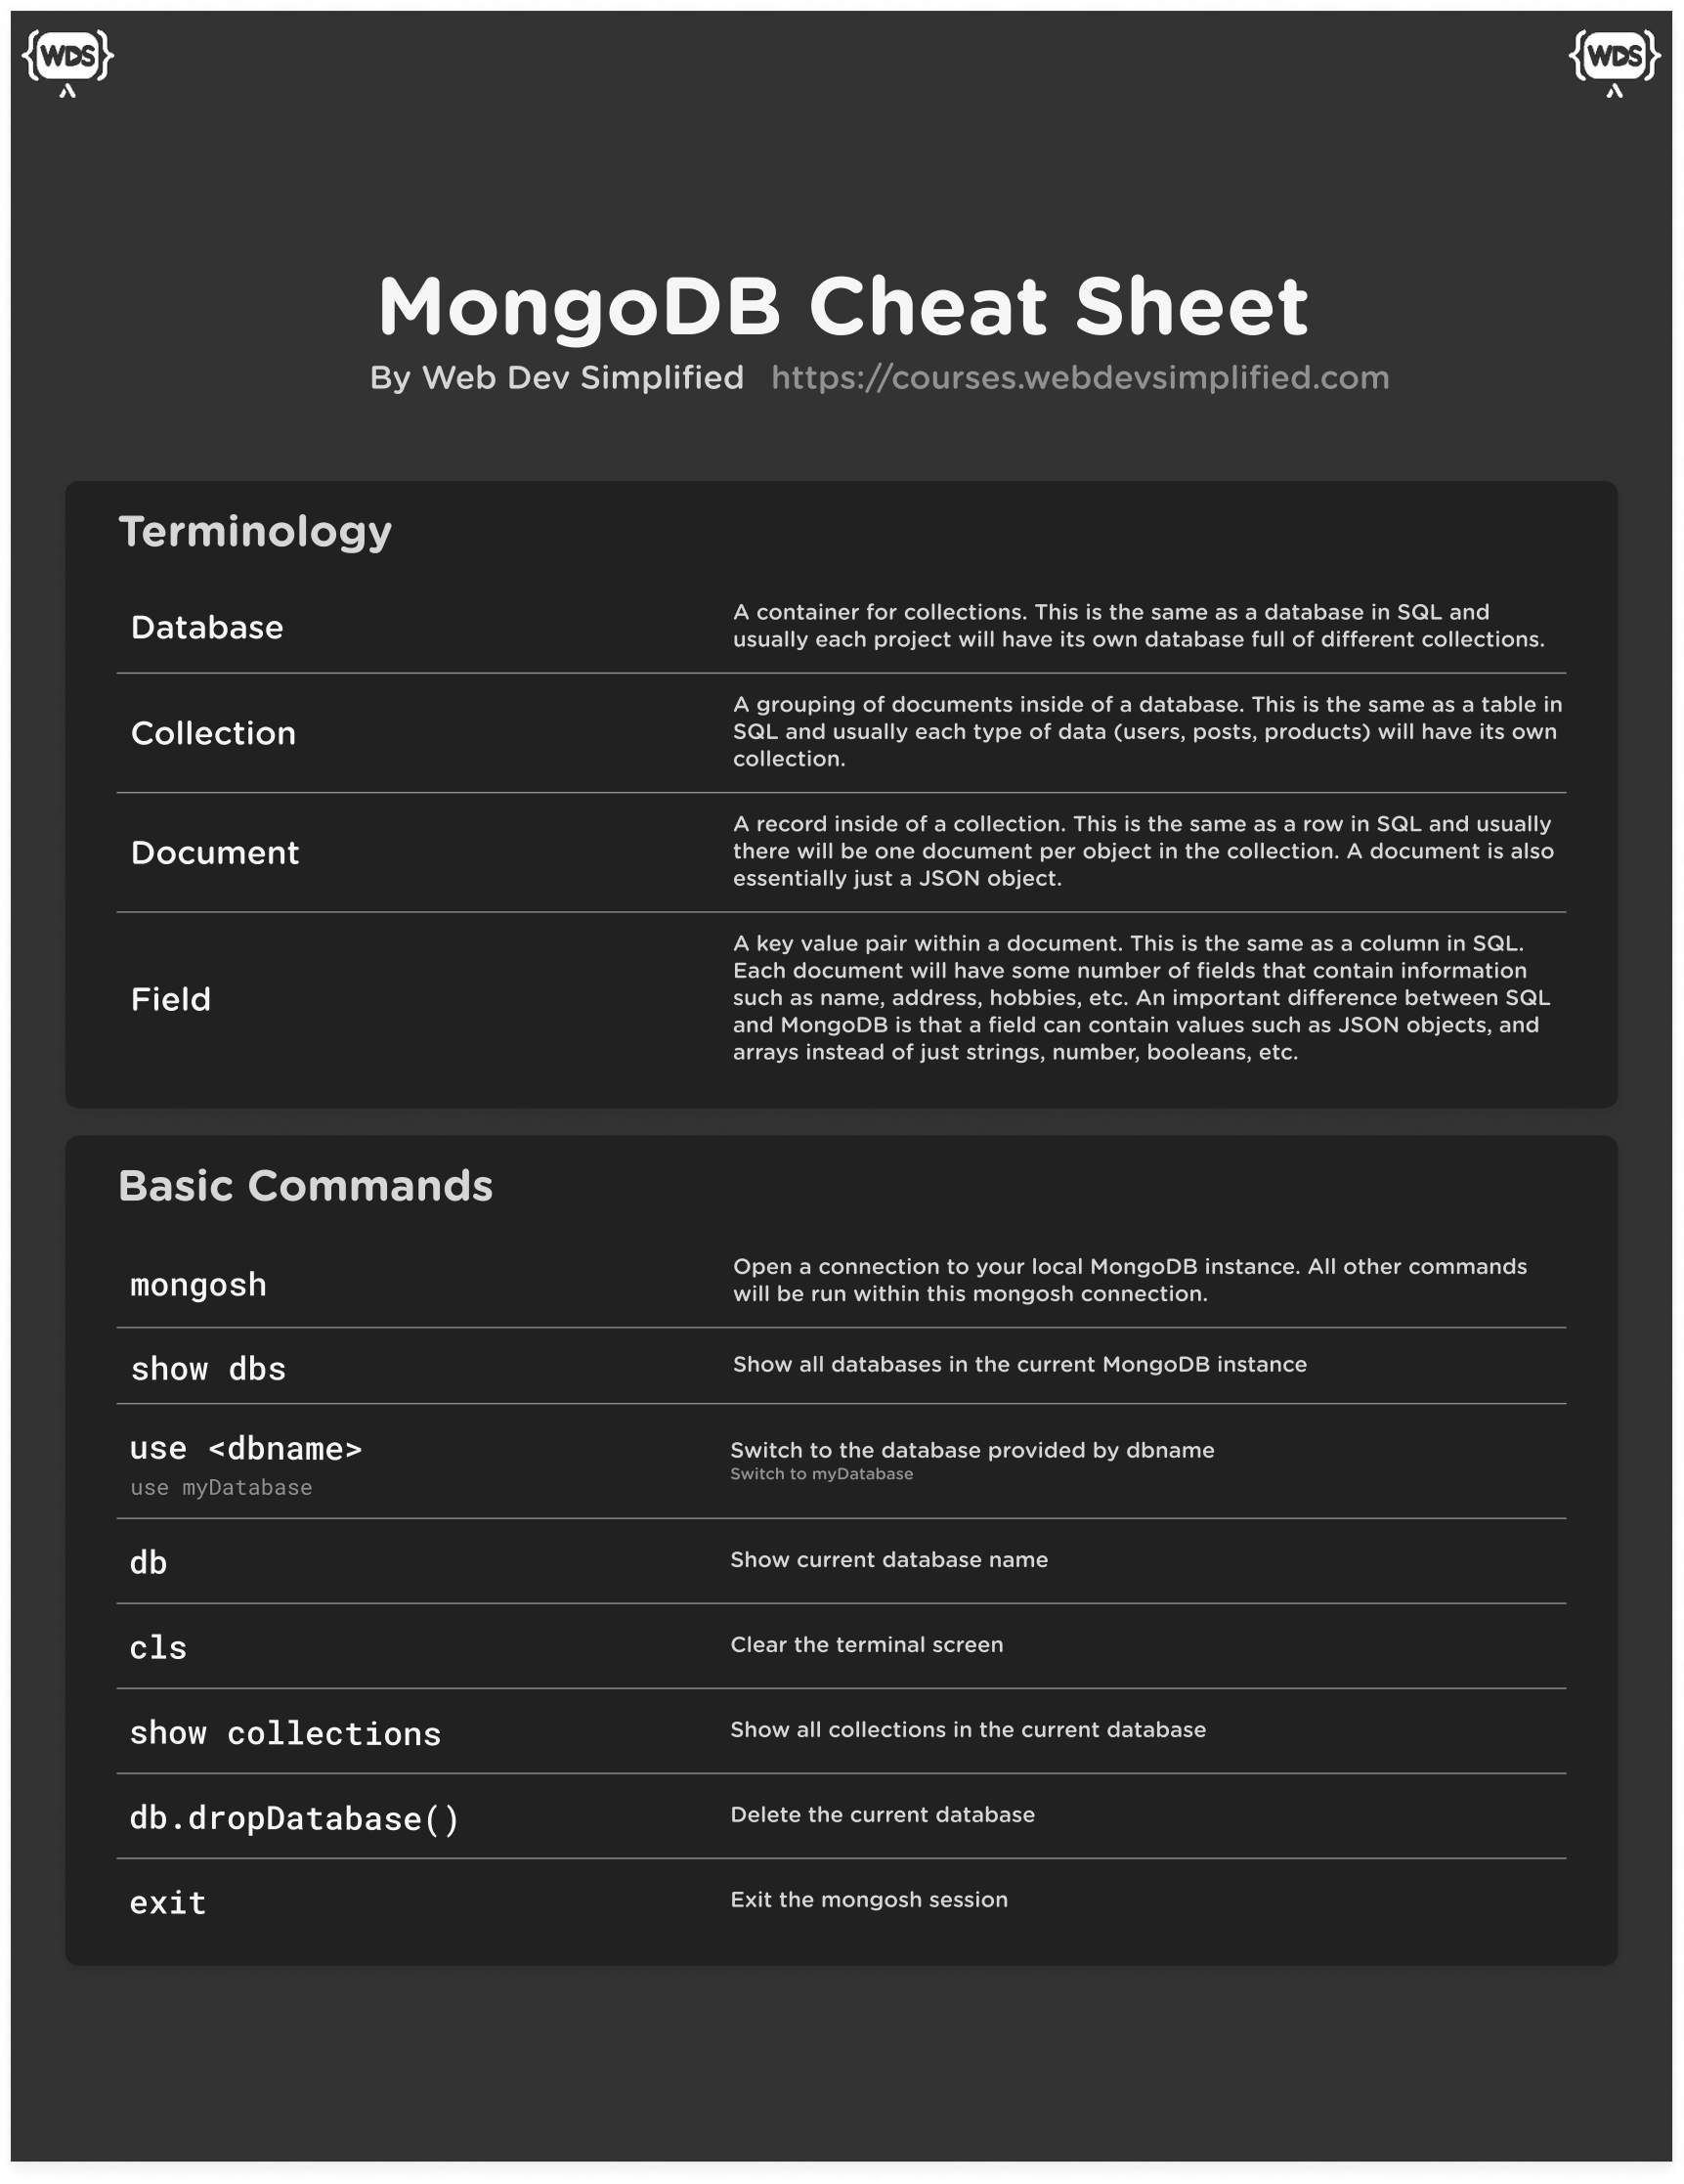 WDS
WDS
MongoDB Cheat Sheet
By Web Dev Simplified https://courses.webdevsimplified.com
Terminology
Database
A container for collections. This is the same as a database in SQL and
usually each project will have its own database full of different collections.
Collection
A grouping of documents inside of a database. This is the same as a table in
SQL and usually each type of data (users, posts, products) will have its own
collection.
Document
A record inside of a collection. This is the same as a row in SQL and usually
there will be one document per object in the collection. A document is also
essentially just a JSON object.
Field
A key value pair within a document. This is the same as a column in SQL.
Each document will have some number of fields that contain information
such as name, address, hobbies, etc. An important difference between SQL
and MongoDB is that a field can contain values such as JSON objects, and
arrays instead of just strings, number, booleans, etc.
Basic Commands
mongosh
Open a connection to your local MongoDB instance. All other commands
will be run within this mongosh connection.
show dbs
Show all databases in the current MongoDB instance
use <dbname>
Switch to the database provided by dbname
use myDatabase
Switch to myDatabase
db
Show current database name
cls
Clear the terminal screen
show collections
Show all collections in the current database
db.dropDatabase()
Delete the current database
exit
Exit the mongosh session